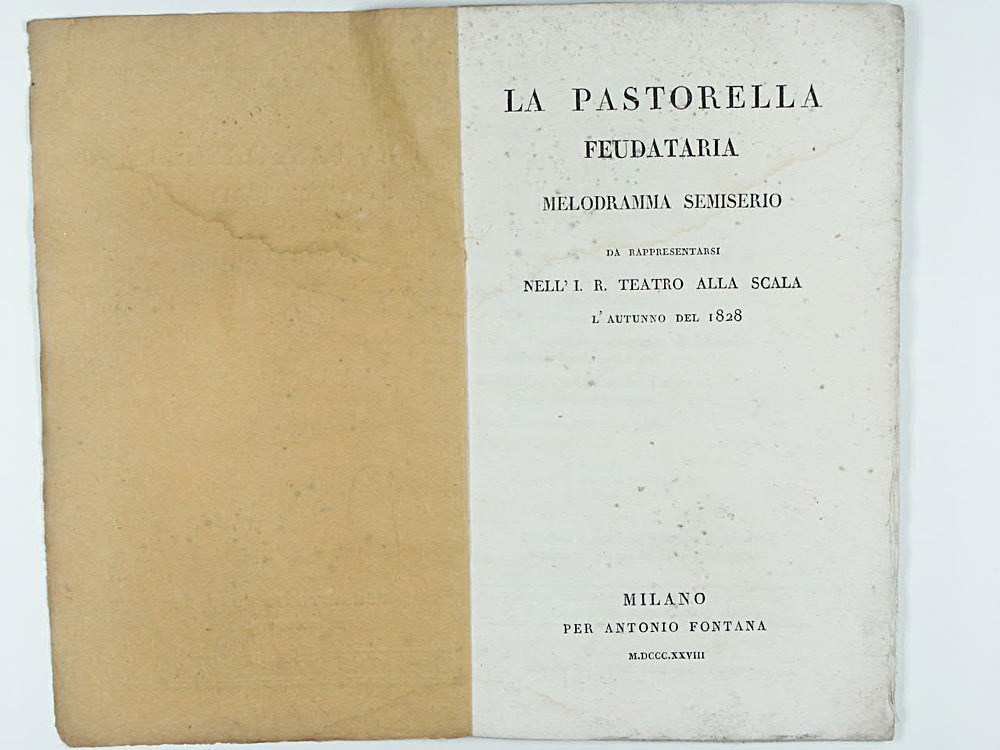 LA PASTORELLA
FEUDATARIA
MELODRAMMA SEMISERIO
DA RAPPRESENTARSI
NELL' I. R. TEATRO ALLA SCALA
L'AUTUNNO DEL 1828
MILANO
PER ANTONIO FONTANA
M.DCCC.XXVIII